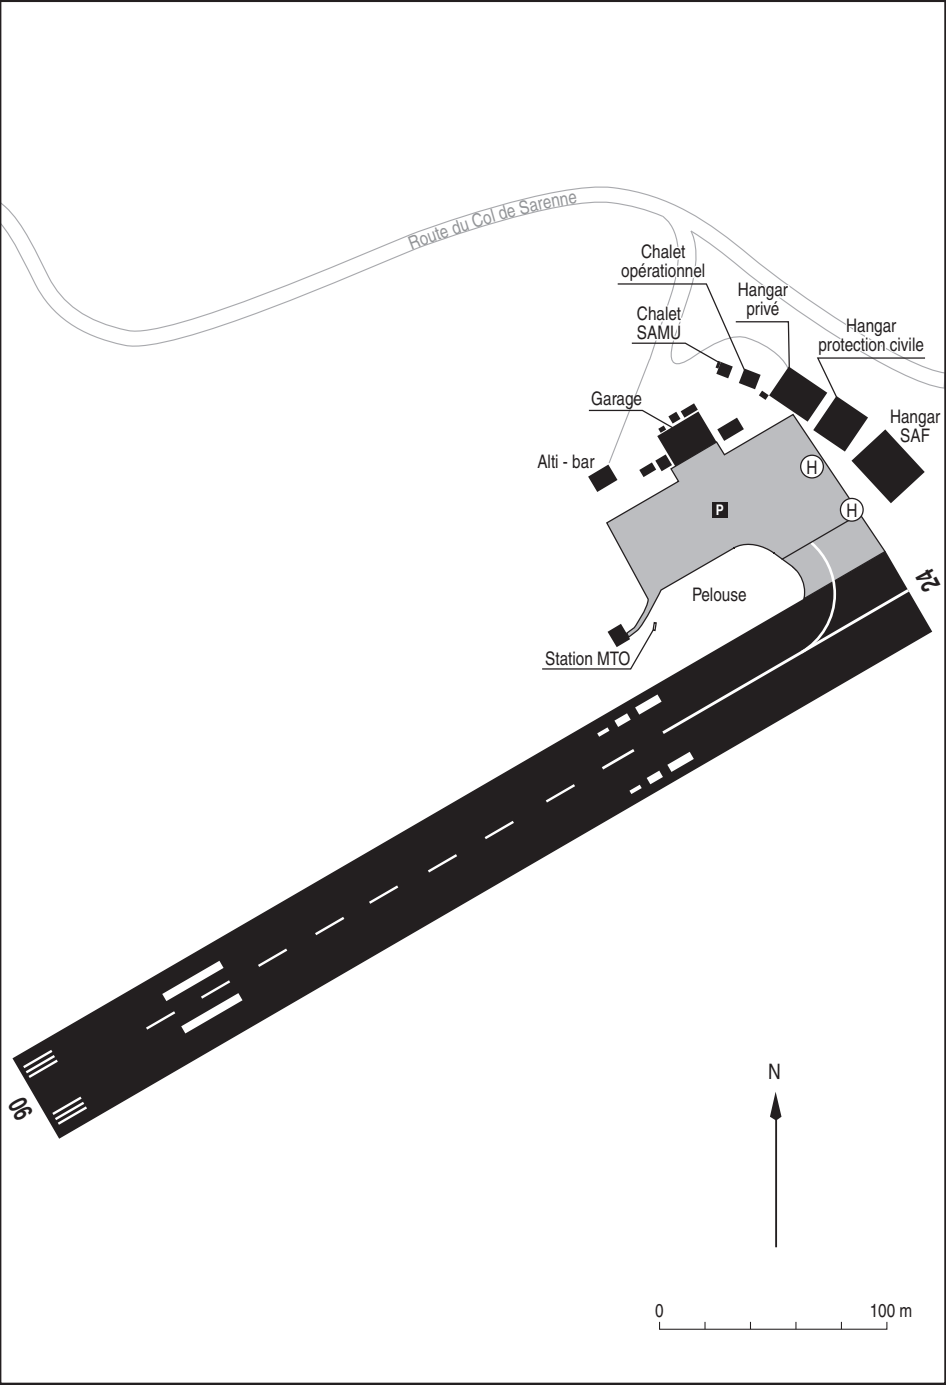 Route du Col de Sarenne
Chalet
opérationnel
Hangar
privé
Chalet
SAMU
Hangar
protection civile
Garage
Hangar
SAF
Alti - bar
H
P
H
24
Pelouse
Station MTO
06
N
0
100 m